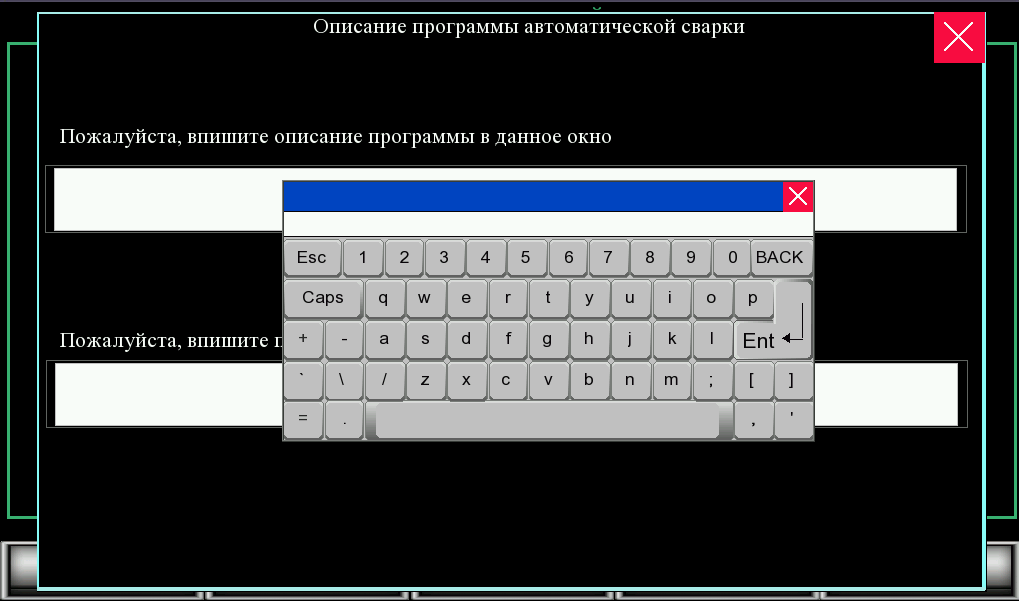 Описание программы автоматической сварки
Пожалуйста, впишите описание программы в данное окно
Esc 1 2 3 4 5 6 7 8 9 0 BACK
Caps q w e r t y u i o p
Пожалуйста, впишите
+ - a s d f g h j k l Ent
` \ / z x c v b n m ; [ ]
= . , '